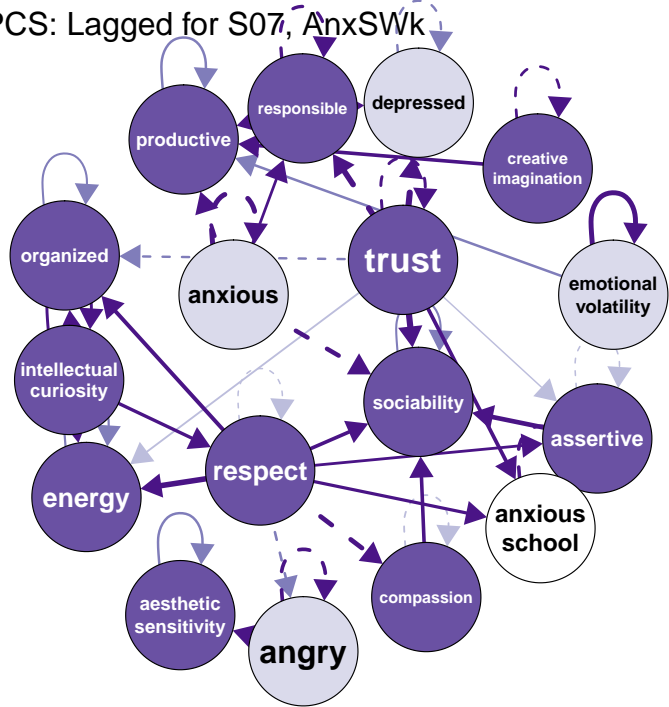 PCS: Lagged for S07, AnxSWk
responsible
depressed
productive
creative
imagination
organized
trust
anxious
emotional
volatility
intellectual
curiosity
sociability
assertive
respect
energy
anxious
school
compassion
aesthetic
sensitivity
angry